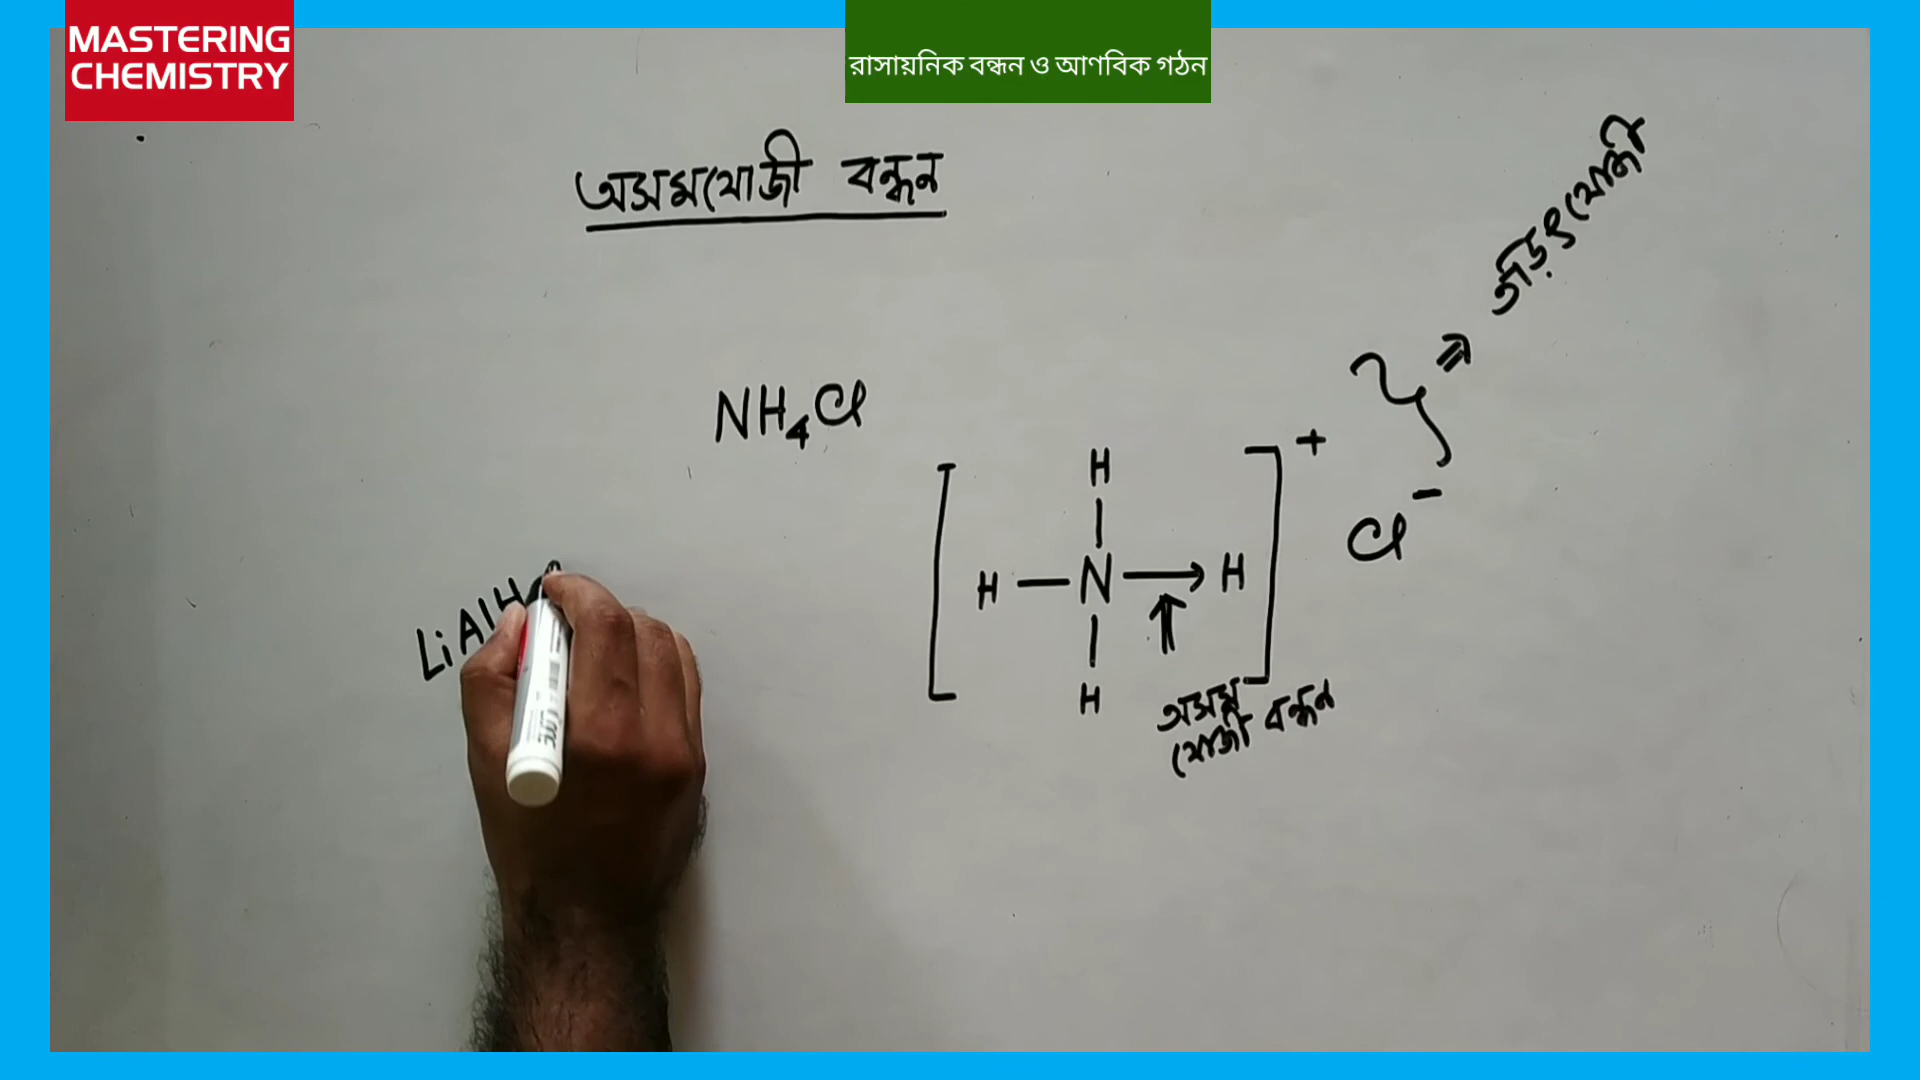 MASTERING
CHEMISTRY
রাসায়নিক বন্ধন ও আণবিক গঠন
অসমযোজী বন্ধন
তড়িৎযোজী
NH₄Cl
+
H
–
H – N → H
Cl
H
অসম
যোজী বন্ধন
LiAlH